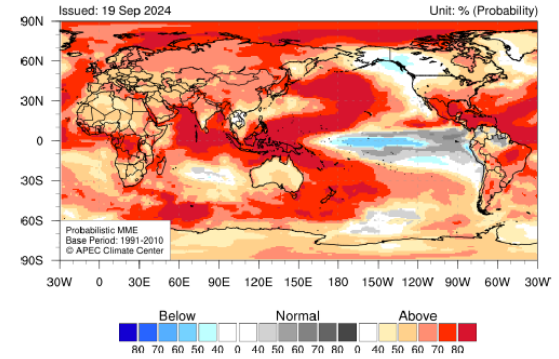 Issued: 19 Sep 2024 Unit: % (Probability)
90N
60N
30N
0
30S
60S
90S
Probabilistic MME
Base Period: 1991-2010
© APEC Climate Center
30W 0 30E 60E 90E 120E 150E 180 150W 120W 90W 60W 30W
Below Normal Above
80 70 60 50 40 0 40 50 60 70 80 0 40 50 60 70 80